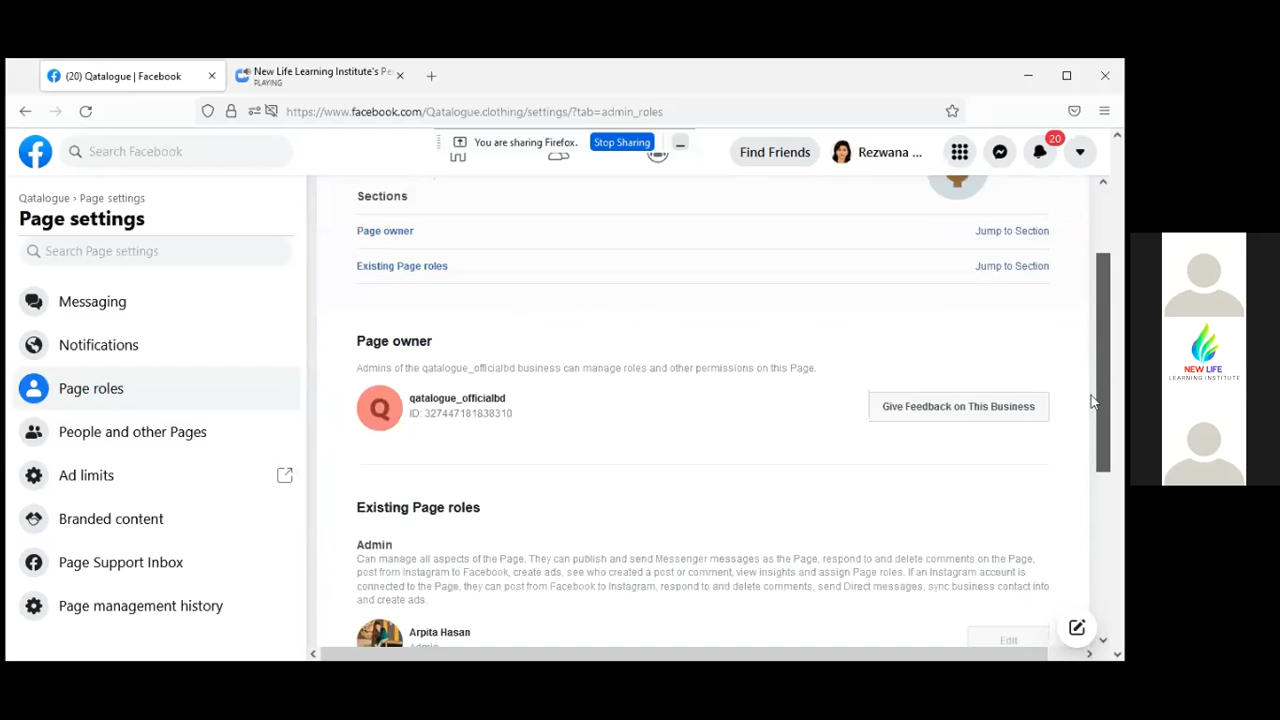 (20) Qatalogue | Facebook
New Life Learning Institute's Pe
PLAYING
https://www.facebook.com/Qatalogue.clothing/settings/?tab=admin_roles
Search Facebook
You are sharing Firefox.
Stop Sharing
Find Friends
Rezwana ...
20
Qatalogue › Page settings
Page settings
Search Page settings
Messaging
Notifications
Page roles
People and other Pages
Ad limits
Branded content
Page Support Inbox
Page management history
Sections
Page owner
Jump to Section
Existing Page roles
Jump to Section
Page owner
Admins of the qatalogue_officialbd business can manage roles and other permissions on this Page.
Q
qatalogue_officialbd
ID: 327447181838310
Give Feedback on This Business
Existing Page roles
Admin
Can manage all aspects of the Page. They can publish and send Messenger messages as the Page, respond to and delete comments on the Page,
post from Instagram to Facebook, create ads, see who created a post or comment, view insights and assign Page roles. If an Instagram account is
connected to the Page, they can post from Facebook to Instagram, respond to and delete comments, send Direct messages, sync business contact info
and create ads.
Arpita Hasan
Admin
Edit
NEW LIFE
LEARNING INSTITUTE